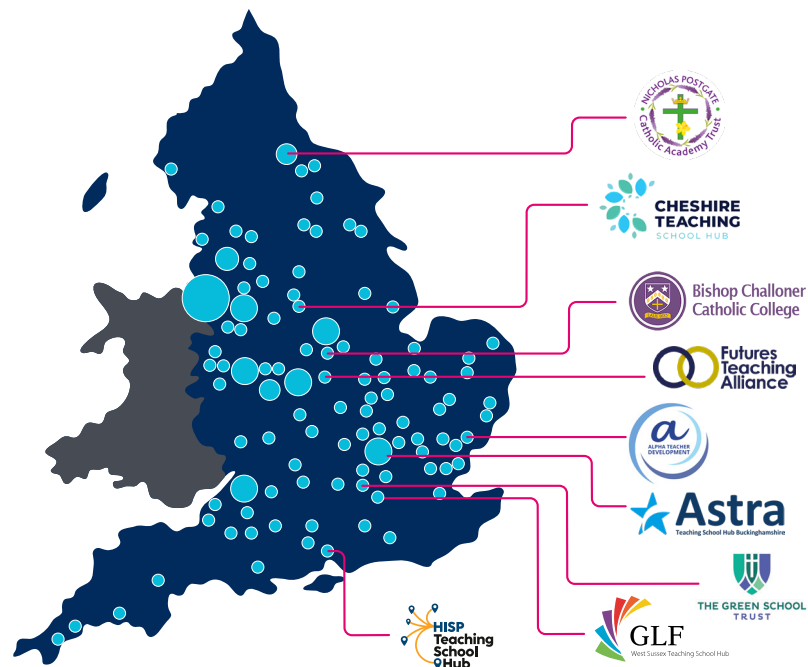 NICHOLAS POSTGATE
Catholic Academy Trust
CHESHIRE
TEACHING
SCHOOL HUB
Bishop Challoner
Catholic College
Futures
Teaching
Alliance
a
ALPHA TEACHER
DEVELOPMENT
Astra
Teaching School Hub Buckinghamshire
THE GREEN SCHOOL
TRUST
GLF
West Sussex Teaching School Hub
HISP
Teaching
School
Hub